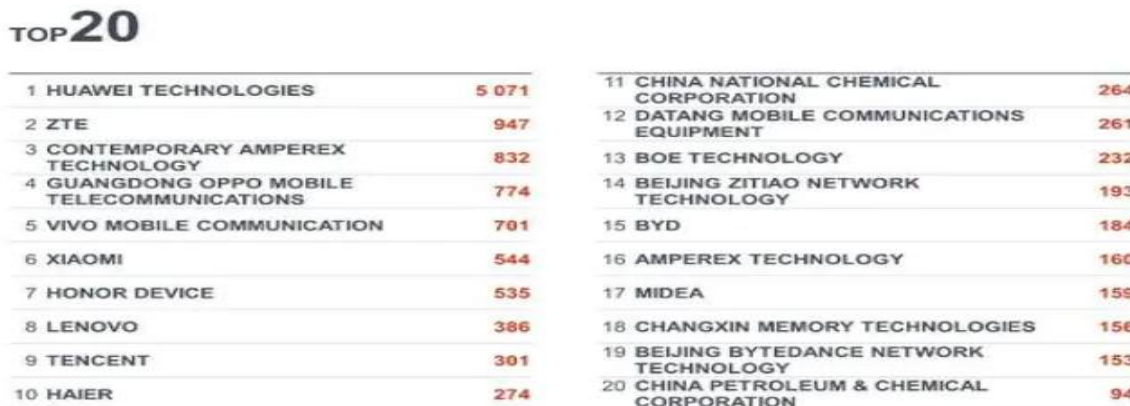 TOP20
1 HUAWEI TECHNOLOGIES 5 071
2 ZTE 947
3 CONTEMPORARY AMPEREX
TECHNOLOGY 832
4 GUANGDONG OPPO MOBILE
TELECOMMUNICATIONS 774
5 VIVO MOBILE COMMUNICATION 701
6 XIAOMI 544
7 HONOR DEVICE 535
8 LENOVO 386
9 TENCENT 301
10 HAIER 274
11 CHINA NATIONAL CHEMICAL
CORPORATION 264
12 DATANG MOBILE COMMUNICATIONS
EQUIPMENT 261
13 BOE TECHNOLOGY 232
14 BEIJING ZITIAO NETWORK
TECHNOLOGY 193
15 BYD 184
16 AMPEREX TECHNOLOGY 160
17 MIDEA 159
18 CHANGXIN MEMORY TECHNOLOGIES 156
19 BEIJING BYTEDANCE NETWORK
TECHNOLOGY 153
20 CHINA PETROLEUM & CHEMICAL
CORPORATION 94